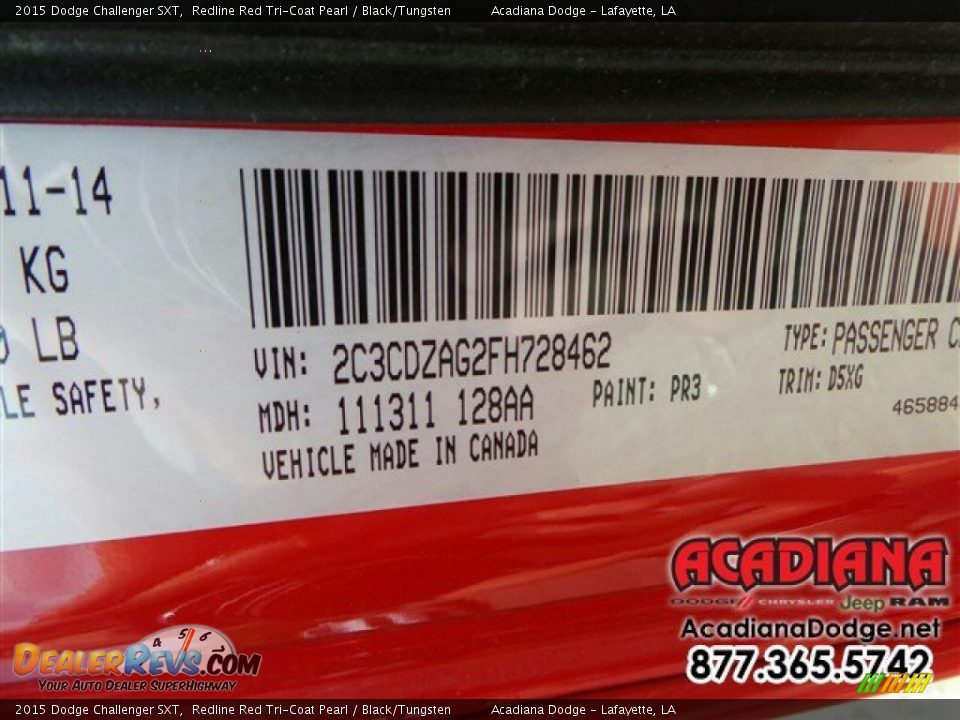 2015 Dodge Challenger SXT, Redline Red Tri-Coat Pearl / Black/Tungsten Acadiana Dodge - Lafayette, LA
11-14
KG
LB
LE SAFETY,
VIN: 2C3CDZAG2FH728462
TYPE: PASSENGER
MDH: 111311 128AA
PAINT: PR3
TRIM: D5XG
VEHICLE MADE IN CANADA
465884
ACADIANA
DODGE CHRYSLER Jeep RAM
AcadianaDodge.net
877.365.5742
4 5 6
DEALERREVS.COM
YOUR AUTO DEALER SUPERHIGHWAY
2015 Dodge Challenger SXT, Redline Red Tri-Coat Pearl / Black/Tungsten Acadiana Dodge - Lafayette, LA